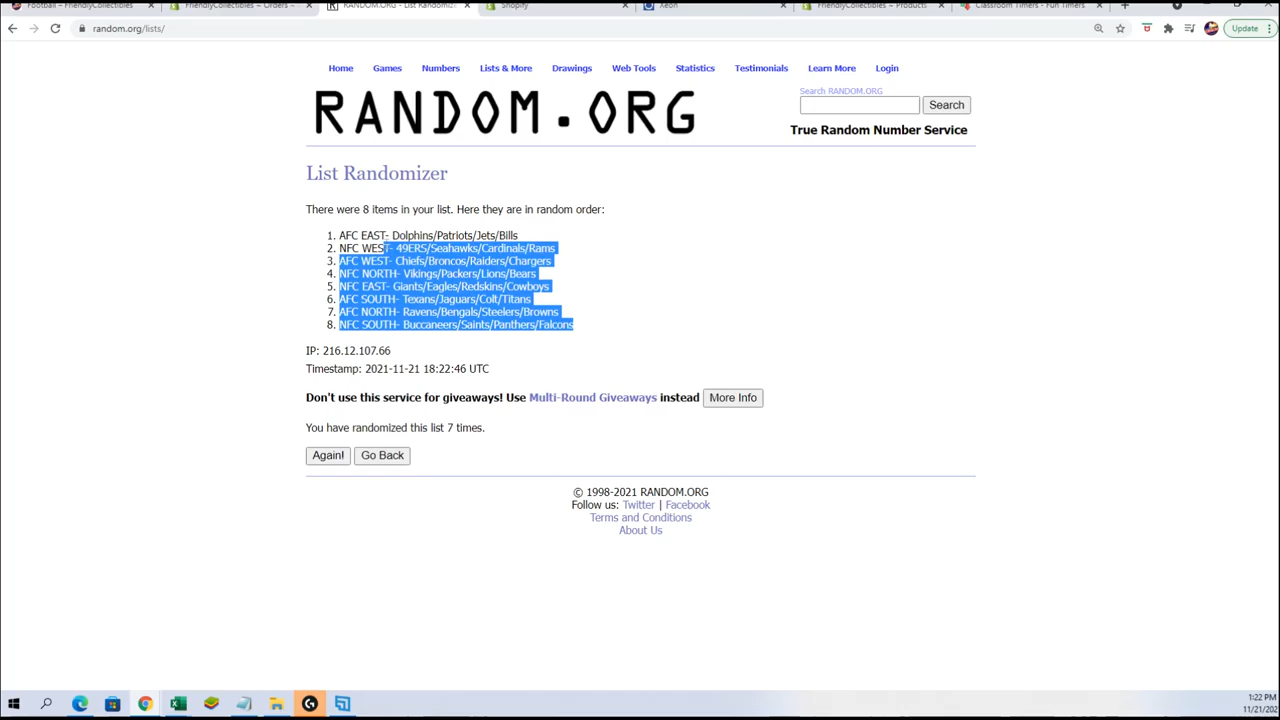 Football – FriendlyCollectibles
FriendlyCollectibles ~ Orders ~
RANDOM.ORG - List Randomizer
Shopify
Xeon
FriendlyCollectibles ~ Products ~
Classroom Timers - Fun Timers
random.org/lists/
Update
Home Games Numbers Lists & More Drawings Web Tools Statistics Testimonials Learn More Login
RANDOM.ORG
Search RANDOM.ORG
Search
True Random Number Service
List Randomizer
There were 8 items in your list. Here they are in random order:
1. AFC EAST- Dolphins/Patriots/Jets/Bills
2. NFC WEST- 49ERS/Seahawks/Cardinals/Rams
3. AFC WEST- Chiefs/Broncos/Raiders/Chargers
4. NFC NORTH- Vikings/Packers/Lions/Bears
5. NFC EAST- Giants/Eagles/Redskins/Cowboys
6. AFC SOUTH- Texans/Jaguars/Colt/Titans
7. AFC NORTH- Ravens/Bengals/Steelers/Browns
8. NFC SOUTH- Buccaneers/Saints/Panthers/Falcons
IP: 216.12.107.66
Timestamp: 2021-11-21 18:22:46 UTC
Don't use this service for giveaways! Use Multi-Round Giveaways instead More Info
You have randomized this list 7 times.
Again! Go Back
© 1998-2021 RANDOM.ORG
Follow us: Twitter | Facebook
Terms and Conditions
About Us
1:22 PM
11/21/202